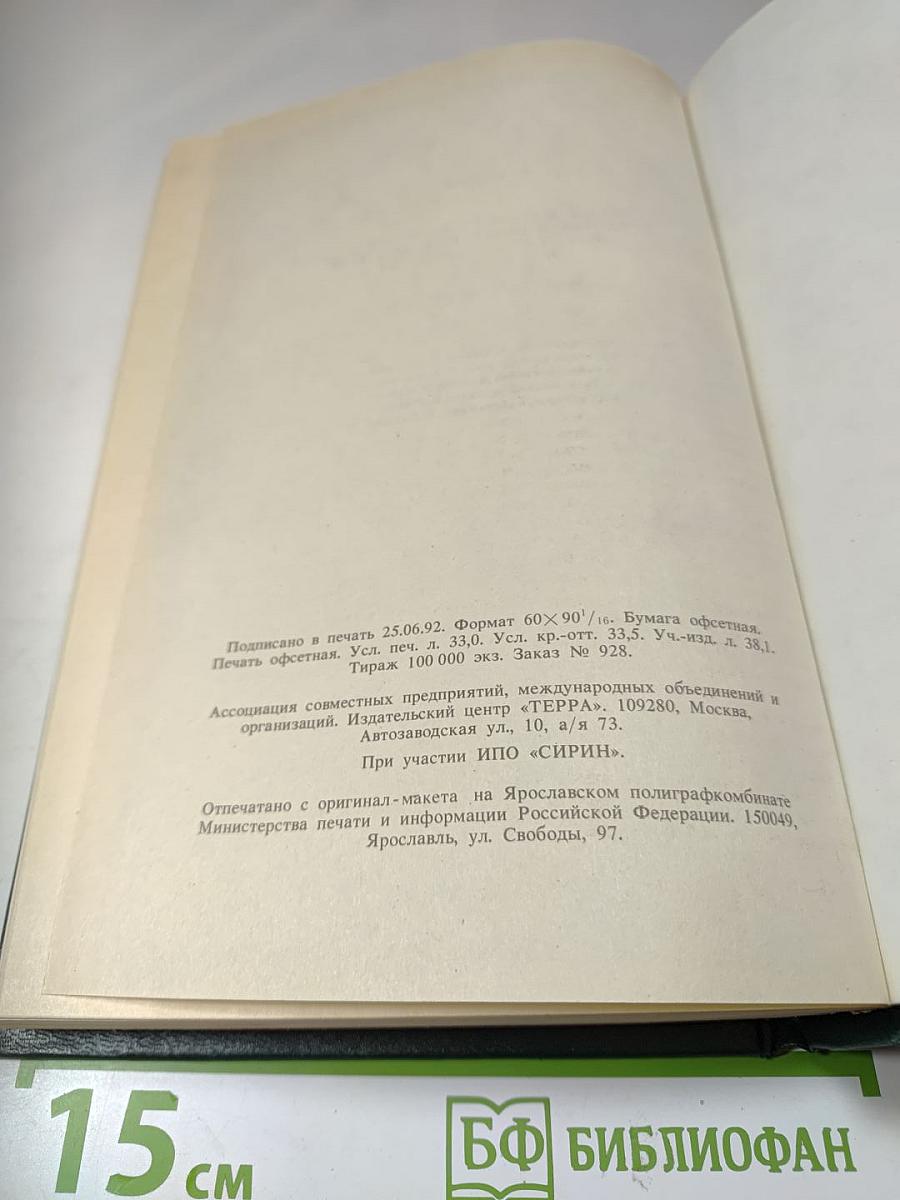 Подписано в печать 25.06.92. Формат 60×90¹/₁₆. Бумага офсетная.
Печать офсетная. Усл. печ. л. 33,0. Усл. кр.-отт. 33,5. Уч.-изд. л. 38,1.
Тираж 100 000 экз. Заказ № 928.
Ассоциация совместных предприятий, международных объединений и
организаций. Издательский центр «ТЕРРА». 109280, Москва,
Автозаводская ул., 10, а/я 73.
При участии ИПО «СИРИН».
Отпечатано с оригинал-макета на Ярославском полиграфкомбинате
Министерства печати и информации Российской Федерации. 150049,
Ярославль, ул. Свободы, 97.
15 см
БФ БИБЛИОФАН